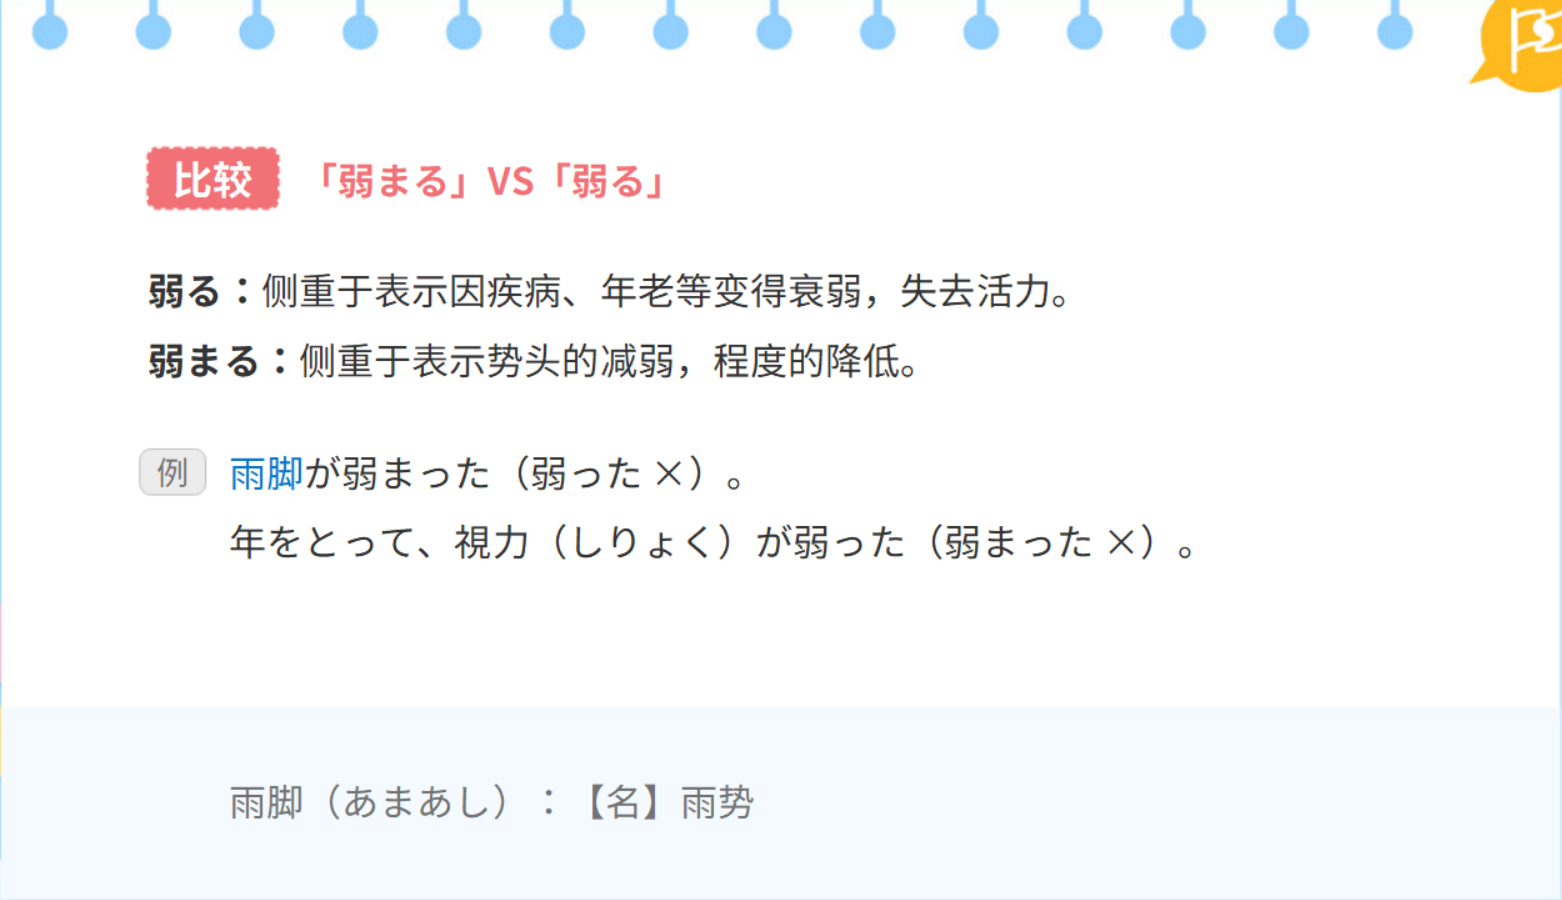 比较 「弱まる」VS「弱る」
弱る：侧重于表示因疾病、年老等变得衰弱，失去活力。
弱まる：侧重于表示势头的减弱，程度的降低。
例 雨脚が弱まった（弱った ×）。
年をとって、視力（しりょく）が弱った（弱まった ×）。
雨脚（あまあし）：【名】雨势